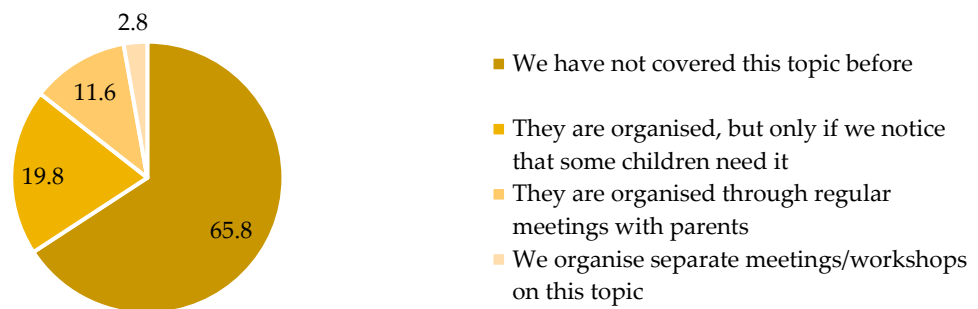 2.8
11.6
19.8
65.8
We have not covered this topic before
They are organised, but only if we notice
that some children need it
They are organised through regular
meetings with parents
We organise separate meetings/workshops
on this topic